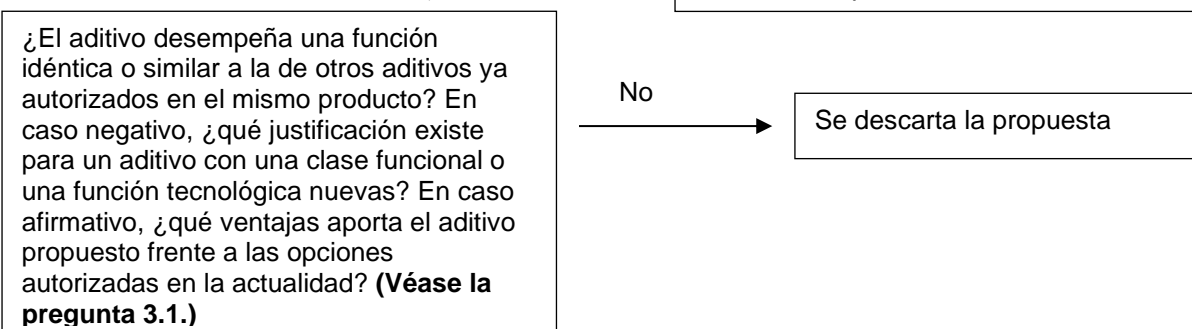 ¿El aditivo desempeña una función
idéntica o similar a la de otros aditivos ya
autorizados en el mismo producto? En
caso negativo, ¿qué justificación existe
para un aditivo con una clase funcional o
una función tecnológica nuevas? En caso
afirmativo, ¿qué ventajas aporta el aditivo
propuesto frente a las opciones
autorizadas en la actualidad? (Véase la
pregunta 3.1.)
No
Se descarta la propuesta